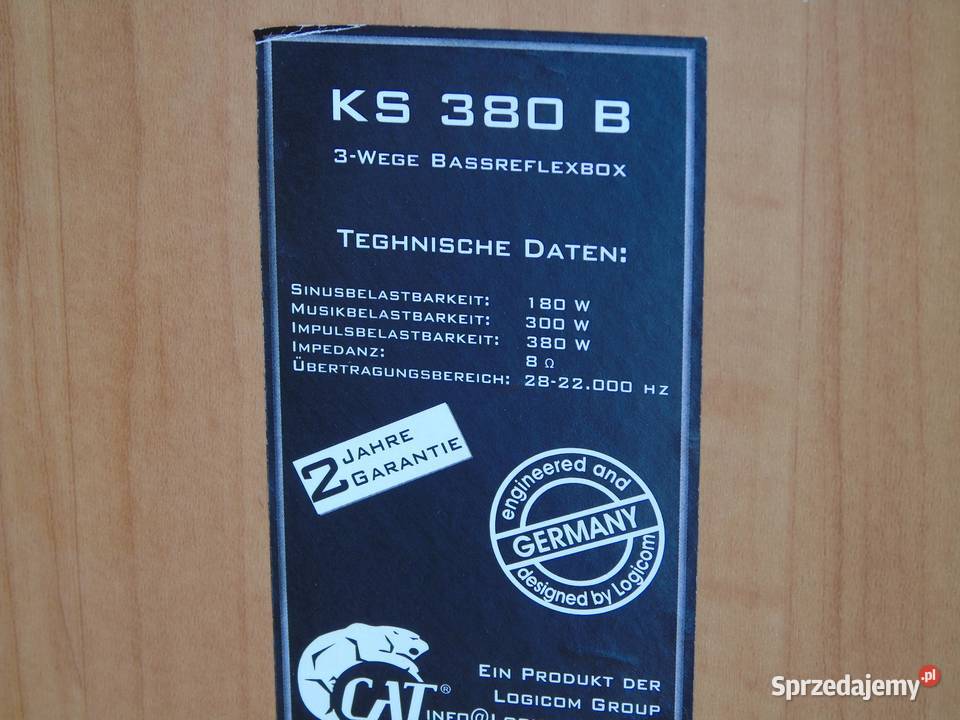 KS 380 B
3-Wege Bassreflexbox
Teghnische Daten:
Sinusbelastbarkeit: 180 W
Musikbelastbarkeit: 300 W
Impulsbelastbarkeit: 380 W
Impedanz: 8 Ω
Übertragungsbereich: 28-22.000 Hz
2 Jahre
Garantie
engineered and
GERMANY
designed by Logicom
CAT®
Ein Produkt der
Logicom Group
Sprzedajemy.pl